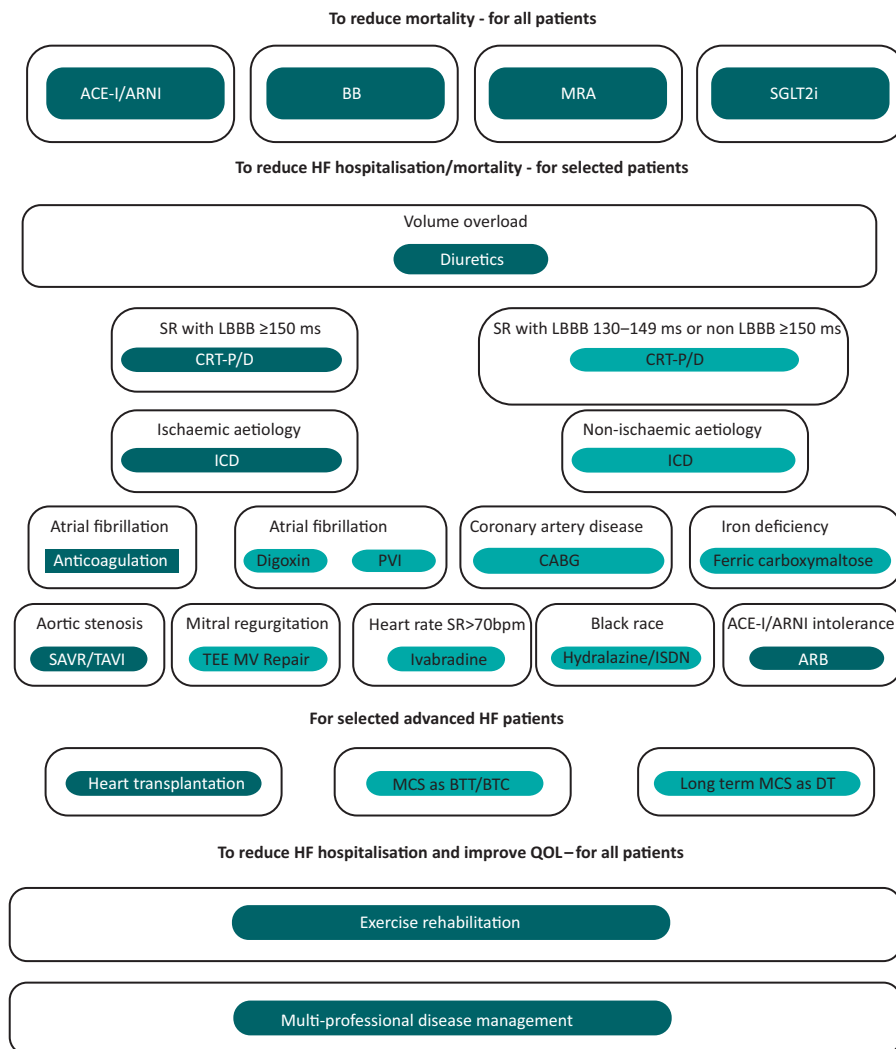 To reduce mortality - for all patients
ACE-I/ARNI
BB
MRA
SGLT2i
To reduce HF hospitalisation/mortality - for selected patients
Volume overload
Diuretics
SR with LBBB ≥150 ms
CRT-P/D
SR with LBBB 130–149 ms or non LBBB ≥150 ms
CRT-P/D
Ischaemic aetiology
ICD
Non-ischaemic aetiology
ICD
Atrial fibrillation
Anticoagulation
Atrial fibrillation
Digoxin
PVI
Coronary artery disease
CABG
Iron deficiency
Ferric carboxymaltose
Aortic stenosis
SAVR/TAVI
Mitral regurgitation
TEE MV Repair
Heart rate SR>70bpm
Ivabradine
Black race
Hydralazine/ISDN
ACE-I/ARNI intolerance
ARB
For selected advanced HF patients
Heart transplantation
MCS as BTT/BTC
Long term MCS as DT
To reduce HF hospitalisation and improve QOL–for all patients
Exercise rehabilitation
Multi-professional disease management